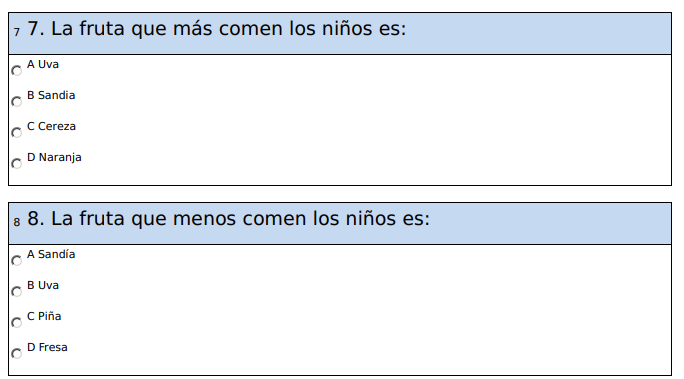 7 7. La fruta que más comen los niños es:
A Uva
B Sandia
C Cereza
D Naranja
8 8. La fruta que menos comen los niños es:
A Sandía
B Uva
C Piña
D Fresa